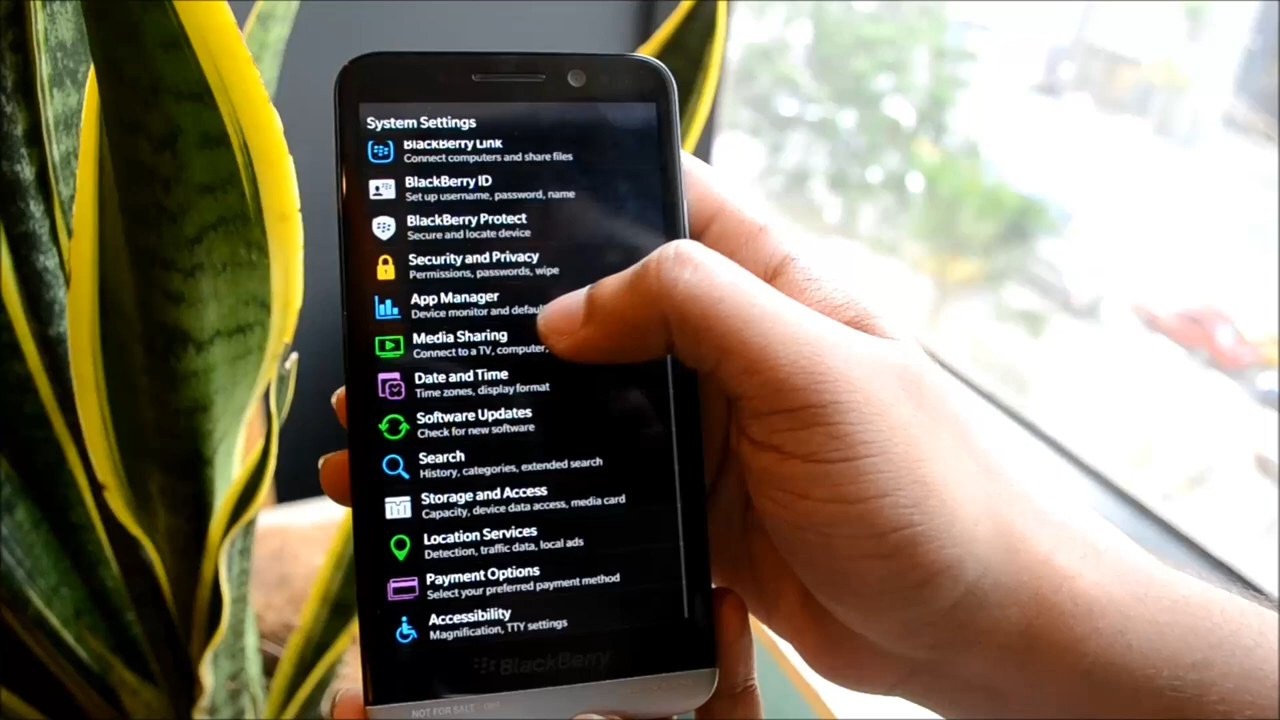 System Settings
BlackBerry Link
Connect computers and share files
BlackBerry ID
Set up username, password, name
BlackBerry Protect
Secure and locate device
Security and Privacy
Permissions, passwords, wipe
App Manager
Device monitor and defaul
Media Sharing
Connect to a TV, computer,
Date and Time
Time zones, display format
Software Updates
Check for new software
Search
History, categories, extended search
Storage and Access
Capacity, device data access, media card
Location Services
Detection, traffic data, local ads
Payment Options
Select your preferred payment method
Accessibility
Magnification, TTY settings
BlackBerry
NOT FOR SALE -